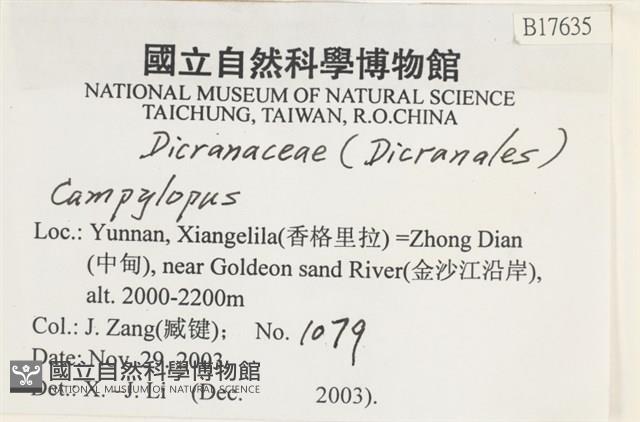 B17635
國立自然科學博物館
NATIONAL MUSEUM OF NATURAL SCIENCE
TAICHUNG, TAIWAN, R.O.CHINA
Dicranaceae (Dicranales)
Campylopus
Loc.: Yunnan, Xiangelila(香格里拉) =Zhong Dian
(中甸), near Goldeon sand River(金沙江沿岸),
alt. 2000-2200m
Col.: J. Zang(臧键); No. 1079
Date: Nov. 29, 2003
國立自然科學博物館
NATIONAL MUSEUM OF NATURAL SCIENCE
Det.: X. -J. Li (Dec. 2003).